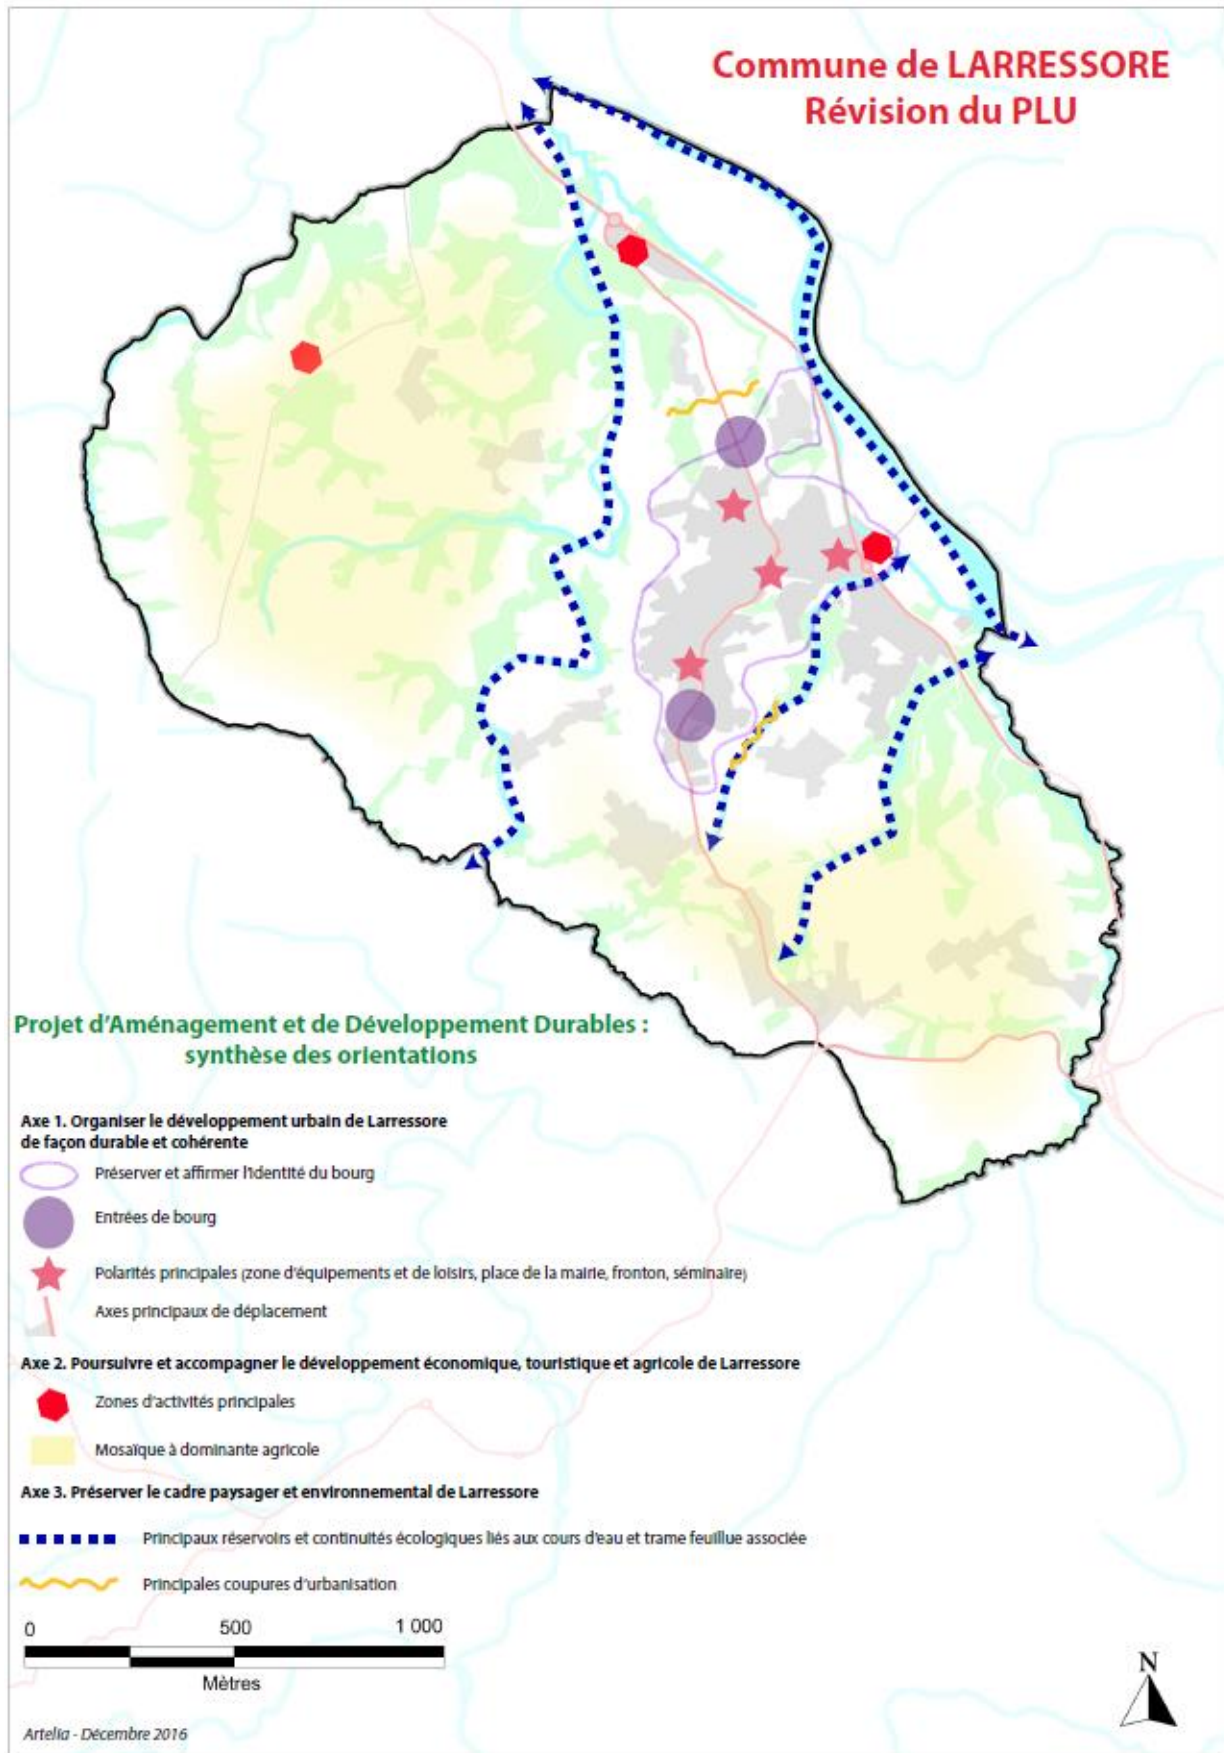 Commune de LARRESSORE
Révision du PLU
Projet d'Aménagement et de Développement Durables :
synthèse des orientations
Axe 1. Organiser le développement urbain de Larressore
de façon durable et cohérente
Préserver et affirmer l'identité du bourg
Entrées de bourg
Polarités principales (zone d'équipements et de loisirs, place de la mairie, fronton, séminaire)
Axes principaux de déplacement
Axe 2. Poursuivre et accompagner le développement économique, touristique et agricole de Larressore
Zones d'activités principales
Mosaïque à dominante agricole
Axe 3. Préserver le cadre paysager et environnemental de Larressore
Principaux réservoirs et continuités écologiques liés aux cours d'eau et trame feuillue associée
Principales coupures d'urbanisation
0 500 1 000
Mètres
N
Artelia - Décembre 2016